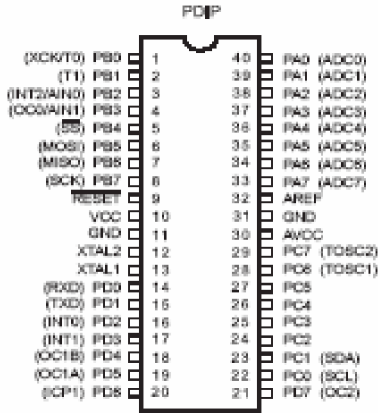 PDIP
(XCK/T0) PB0 1 40 PA0 (ADC0)
(T1) PB1 2 39 PA1 (ADC1)
(INT2/AIN0) PB2 3 38 PA2 (ADC2)
(OC0/AIN1) PB3 4 37 PA3 (ADC3)
(SS) PB4 5 36 PA4 (ADC4)
(MOSI) PB5 6 35 PA5 (ADC5)
(MISO) PB6 7 34 PA6 (ADC6)
(SCK) PB7 8 33 PA7 (ADC7)
RESET 9 32 AREF
VCC 10 31 GND
GND 11 30 AVCC
XTAL2 12 29 PC7 (TOSC2)
XTAL1 13 28 PC6 (TOSC1)
(RXD) PD0 14 27 PC5
(TXD) PD1 15 26 PC4
(INT0) PD2 16 25 PC3
(INT1) PD3 17 24 PC2
(OC1B) PD4 18 23 PC1 (SDA)
(OC1A) PD5 19 22 PC0 (SCL)
(ICP1) PD6 20 21 PD7 (OC2)